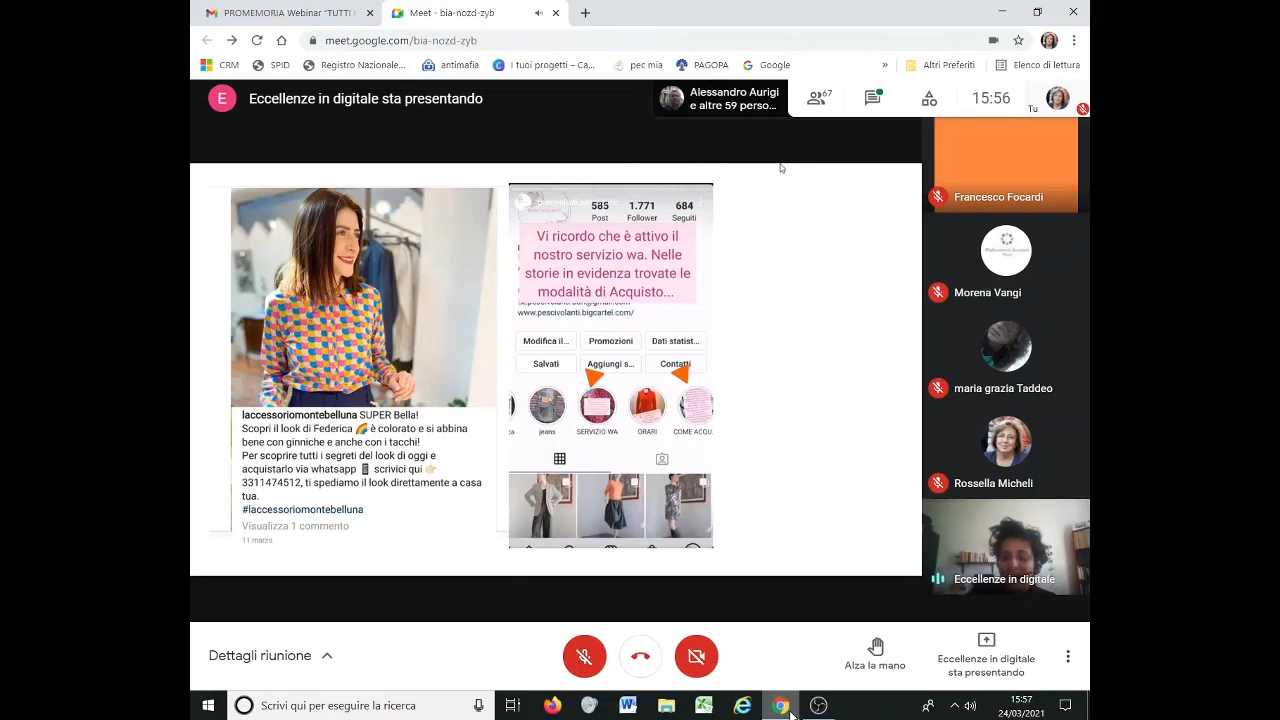 PROMEMORIA Webinar "TUTTI
Meet - bia-nozd-zyb
meet.google.com/bia-nozd-zyb
CRM
SPID
Registro Nazionale...
antimafia
I tuoi progetti – Ca...
pec mia
PAGOPA
Google
»
Altri Preferiti
Elenco di lettura
E
Eccellenze in digitale sta presentando
Alessandro Aurigi
e altre 59 perso...
67
15:56
Tu
585
1.771
684
Post
Follower
Seguiti
Vi ricordo che è attivo il
nostro servizio wa. Nelle
storie in evidenza trovate le
modalità di Acquisto...
www.pescivolanti.bigcartel.com/
Modifica il...
Promozioni
Dati statist...
Salvati
Aggiungi s...
Contatti
jeans
SERVIZIO WA
ORARI
COME ACQU.
laccessoriomontebelluna SUPER Bella!
Scopri il look di Federica 🌈 è colorato e si abbina
bene con ginniche e anche con i tacchi!
Per scoprire tutti i segreti del look di oggi e
acquistarlo via whatsapp 📱 scrivici qui 👉🏻
3311474512, ti spediamo il look direttamente a casa
tua.
#laccessoriomontebelluna
Visualizza 1 commento
11 marzo
Francesco Focardi
Morena Vangi
maria grazia Taddeo
Rossella Micheli
Eccellenze in digitale
Dettagli riunione
Alza la mano
Eccellenze in digitale
sta presentando
Scrivi qui per eseguire la ricerca
15:57
24/03/2021